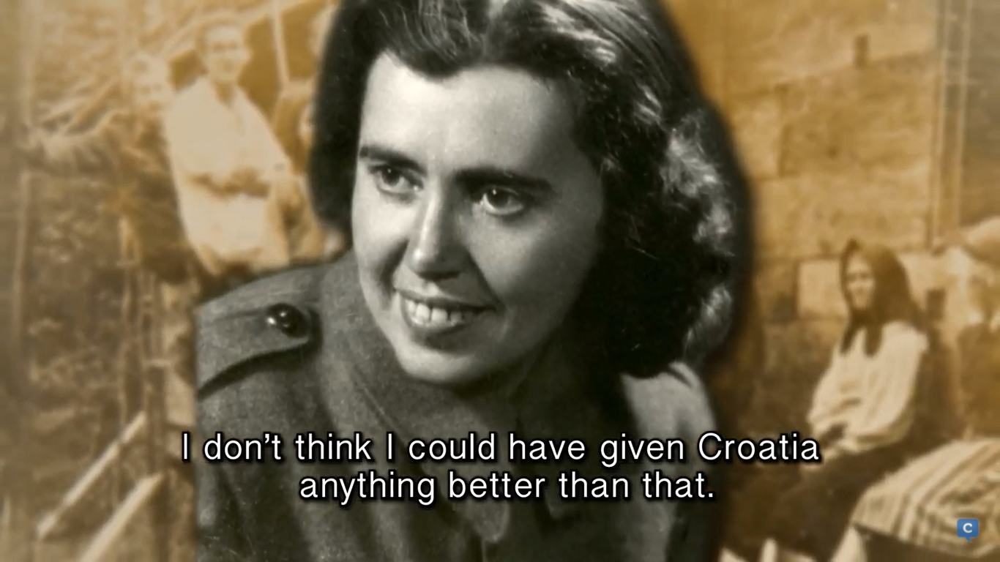 I don't think I could have given Croatia
anything better than that.
C